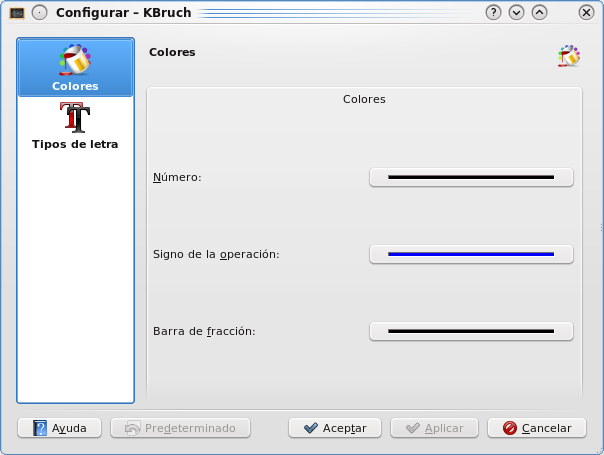 Configurar – KBruch
Colores
Tipos de letra
Colores
Colores
Número:
Signo de la operación:
Barra de fracción:
Ayuda
Predeterminado
Aceptar
Aplicar
Cancelar